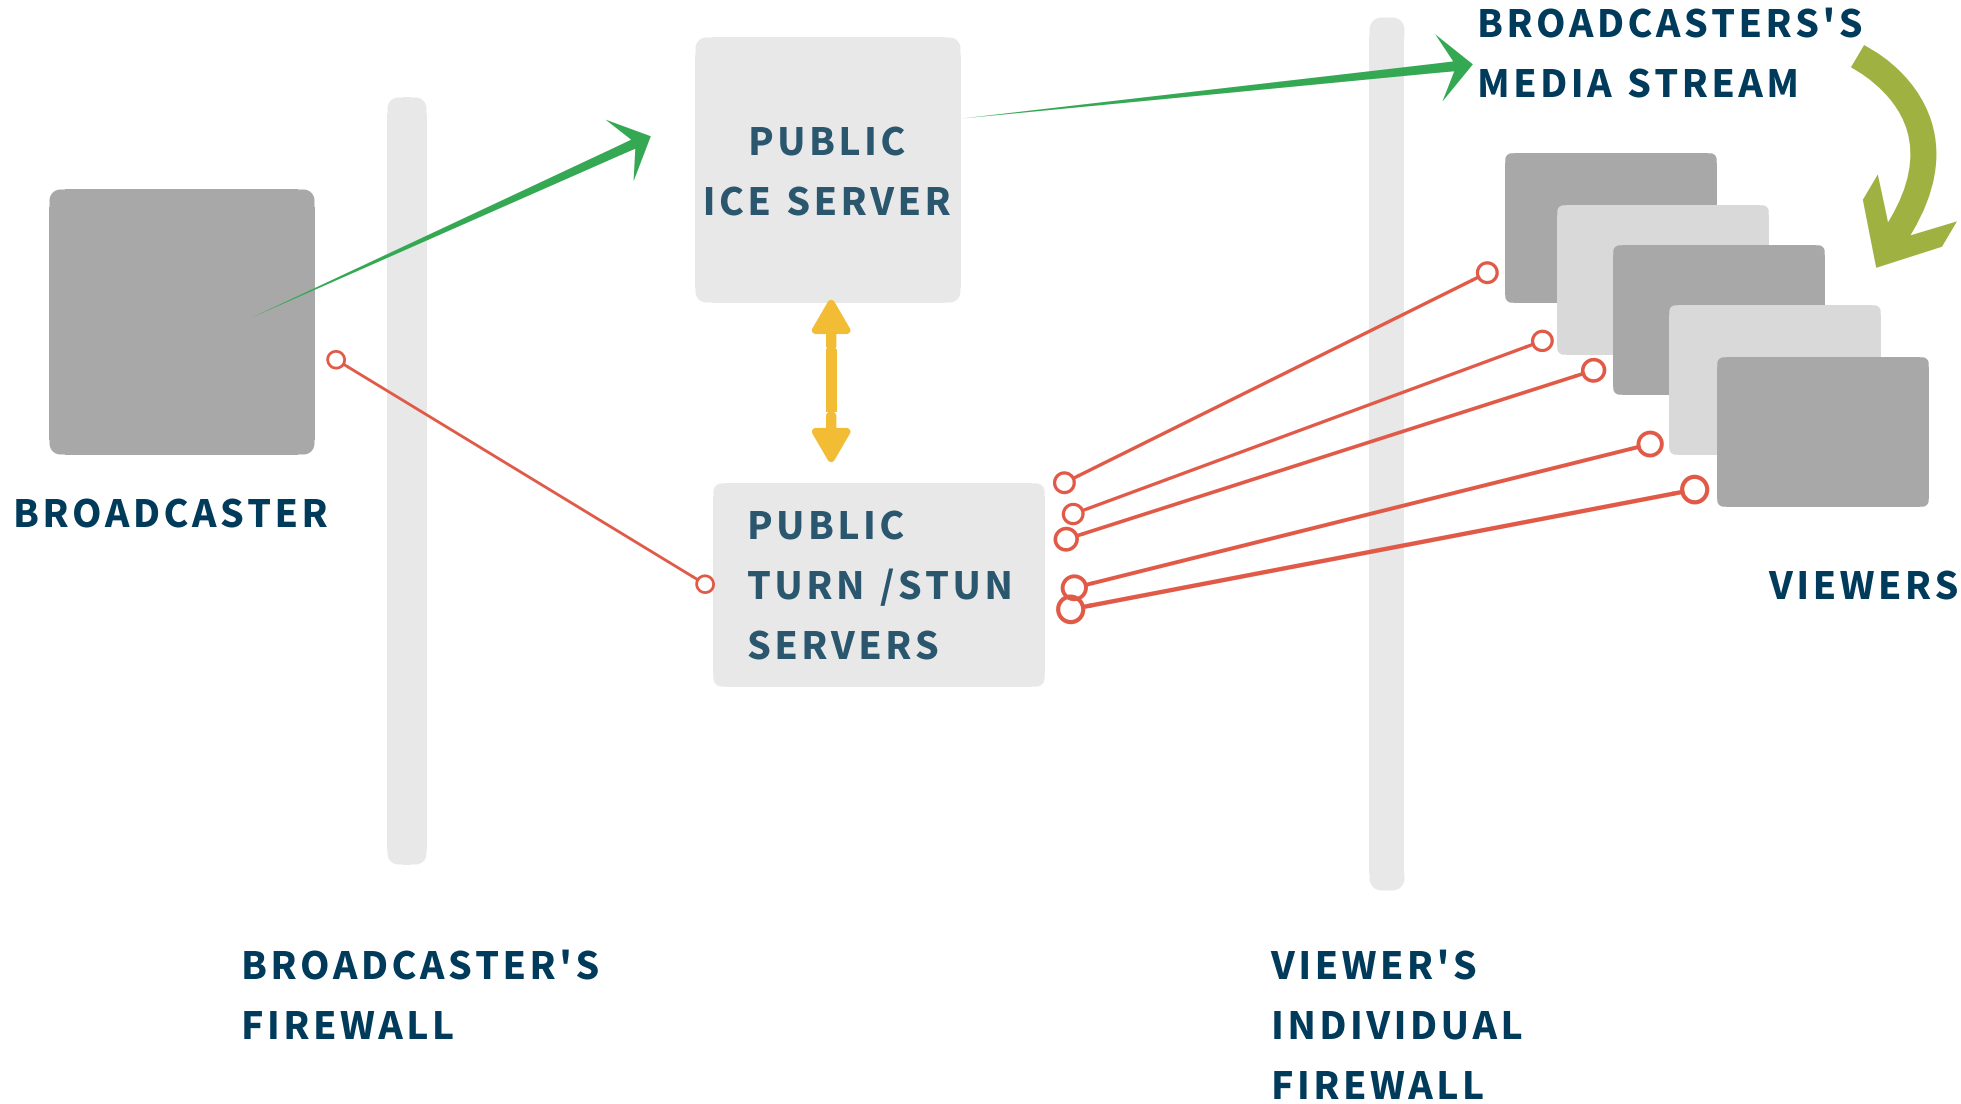 BROADCASTERS'S
MEDIA STREAM
PUBLIC
ICE SERVER
BROADCASTER
PUBLIC
TURN /STUN
SERVERS
VIEWERS
BROADCASTER'S
FIREWALL
VIEWER'S
INDIVIDUAL
FIREWALL